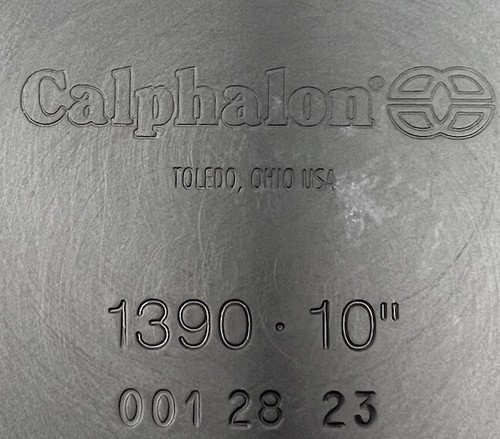 Calphalon®
TOLEDO, OHIO USA
1390 · 10"
001 28 23